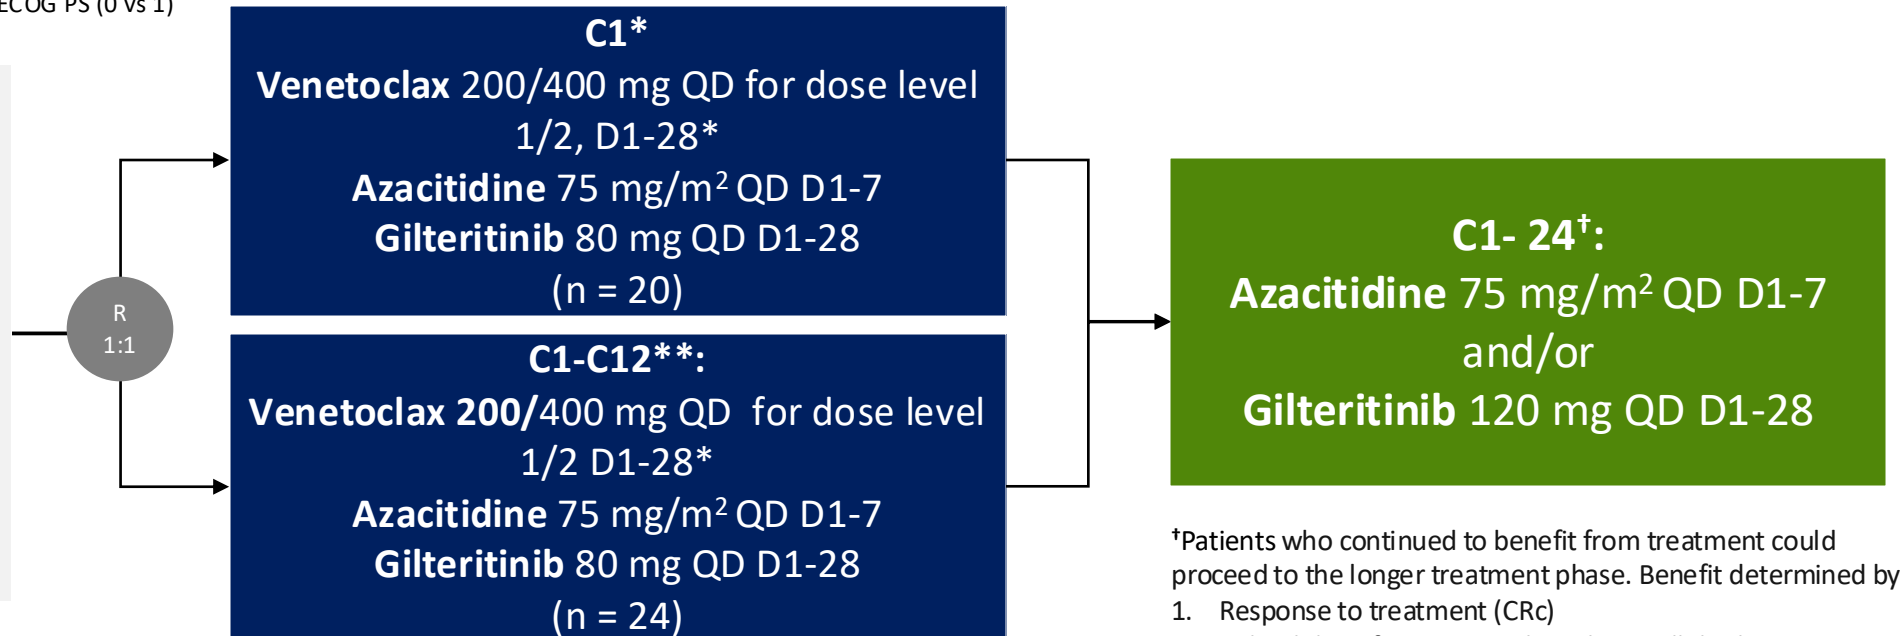 ECOG PS (0 vs 1)
R
1:1
C1*
Venetoclax 200/400 mg QD for dose level
1/2, D1-28*
Azacitidine 75 mg/m² QD D1-7
Gilteritinib 80 mg QD D1-28
(n = 20)
C1-C12**:
Venetoclax 200/400 mg QD for dose level
1/2 D1-28*
Azacitidine 75 mg/m² QD D1-7
Gilteritinib 80 mg QD D1-28
(n = 24)
C1- 24†:
Azacitidine 75 mg/m² QD D1-7
and/or
Gilteritinib 120 mg QD D1-28
†Patients who continued to benefit from treatment could
proceed to the longer treatment phase. Benefit determined by
1. Response to treatment (CRc)